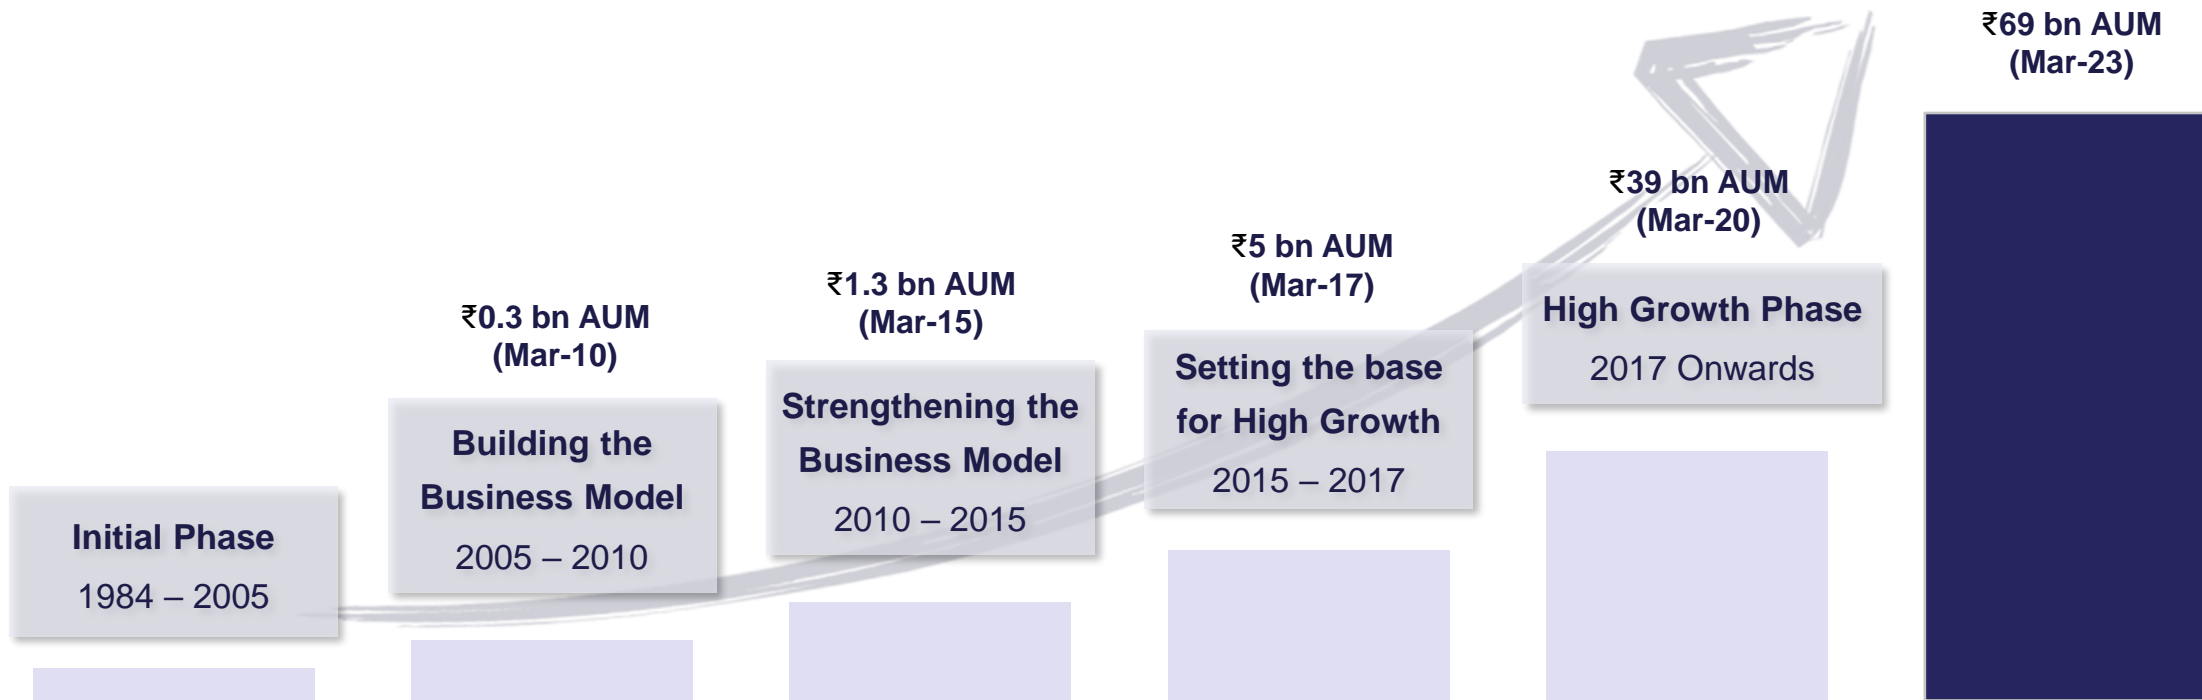 Initial Phase
1984 – 2005
₹0.3 bn AUM
(Mar-10)
Building the
Business Model
2005 – 2010
₹1.3 bn AUM
(Mar-15)
Strengthening the
Business Model
2010 – 2015
₹5 bn AUM
(Mar-17)
Setting the base
for High Growth
2015 – 2017
₹39 bn AUM
(Mar-20)
High Growth Phase
2017 Onwards
₹69 bn AUM
(Mar-23)